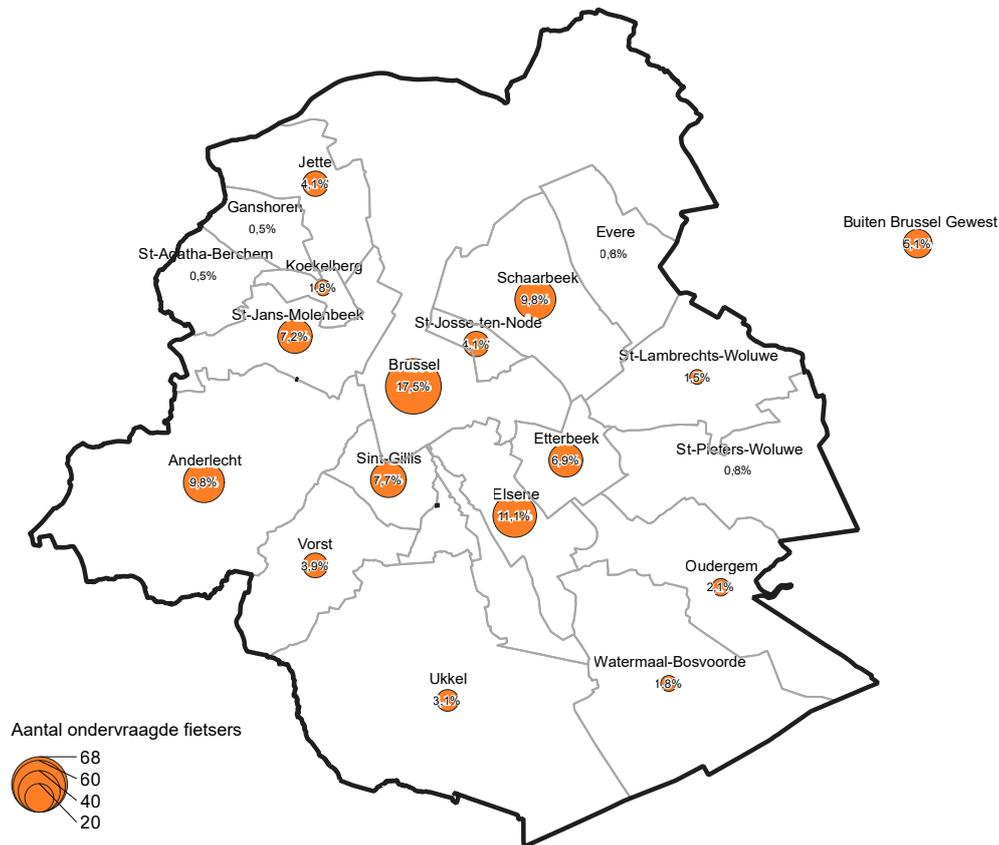 Jette
4,1%
Ganshoren
0,5%
Buiten Brussel Gewest
5,1%
Evere
0,8%
St-Agatha-Berchem
0,5%
Koekelberg
1,8%
Schaarbeek
9,8%
St-Jans-Molenbeek
7,2%
St-Josse-ten-Node
4,1%
St-Lambrechts-Woluwe
1,5%
Brussel
17,5%
Etterbeek
6,9%
St-Pieters-Woluwe
0,8%
Anderlecht
9,8%
Sint-Gillis
7,7%
Elsene
11,1%
Vorst
3,9%
Oudergem
2,1%
Watermaal-Bosvoorde
1,8%
Ukkel
3,1%
Aantal ondervraagde fietsers
68
60
40
20